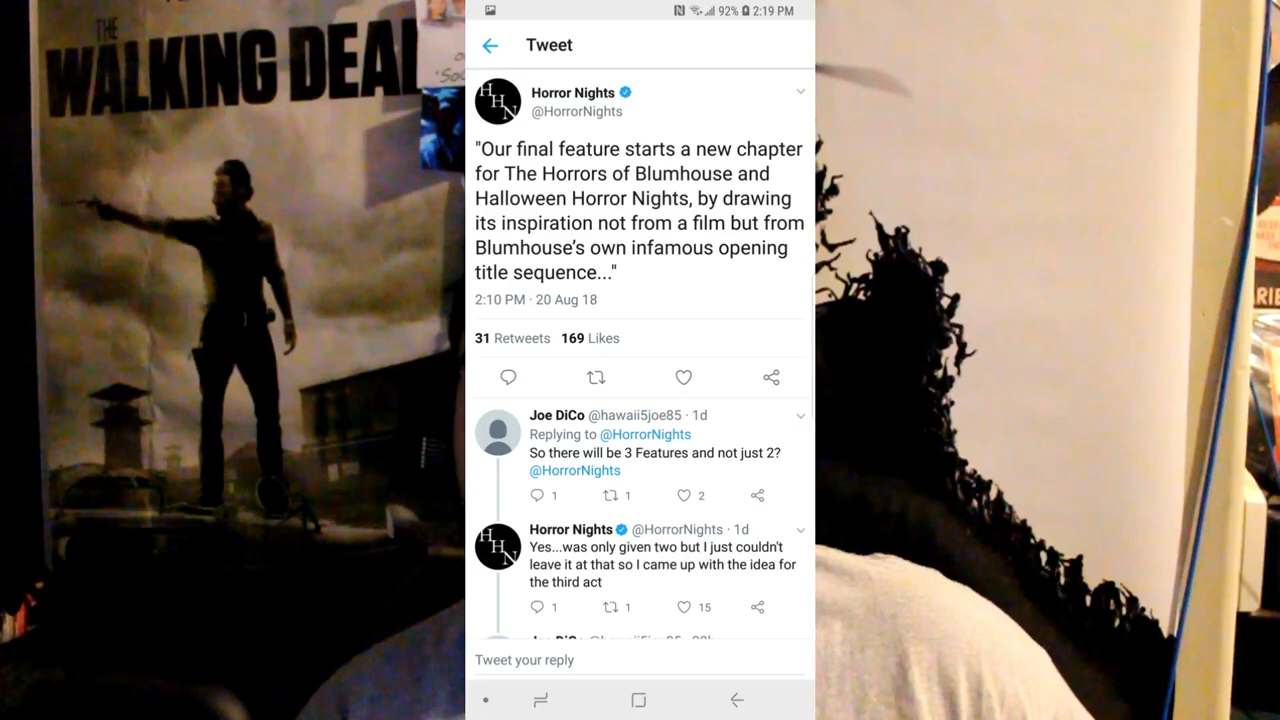 THE
WALKING DEAD
92% 2:19 PM
Tweet
Horror Nights
@HorrorNights
HHN
"Our final feature starts a new chapter
for The Horrors of Blumhouse and
Halloween Horror Nights, by drawing
its inspiration not from a film but from
Blumhouse's own infamous opening
title sequence..."
2:10 PM · 20 Aug 18
31 Retweets 169 Likes
Joe DiCo @hawaii5joe85 · 1d
Replying to @HorrorNights
So there will be 3 Features and not just 2?
@HorrorNights
1 1 2
Horror Nights @HorrorNights · 1d
HHN
Yes...was only given two but I just couldn't
leave it at that so I came up with the idea for
the third act
1 1 15
Tweet your reply